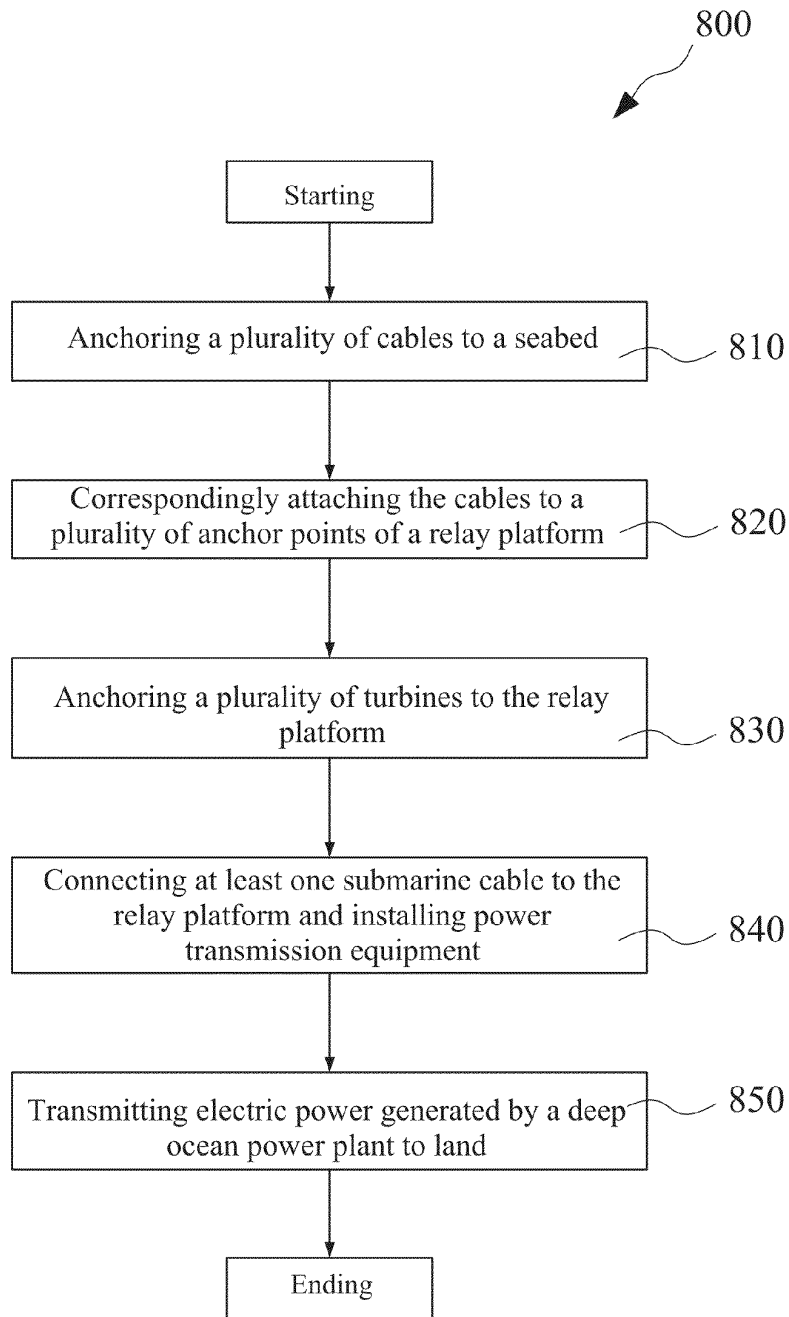 800
Starting
Anchoring a plurality of cables to a seabed
810
Correspondingly attaching the cables to a
plurality of anchor points of a relay platform
820
Anchoring a plurality of turbines to the relay
platform
830
Connecting at least one submarine cable to the
relay platform and installing power
transmission equipment
840
Transmitting electric power generated by a deep
ocean power plant to land
850
Ending